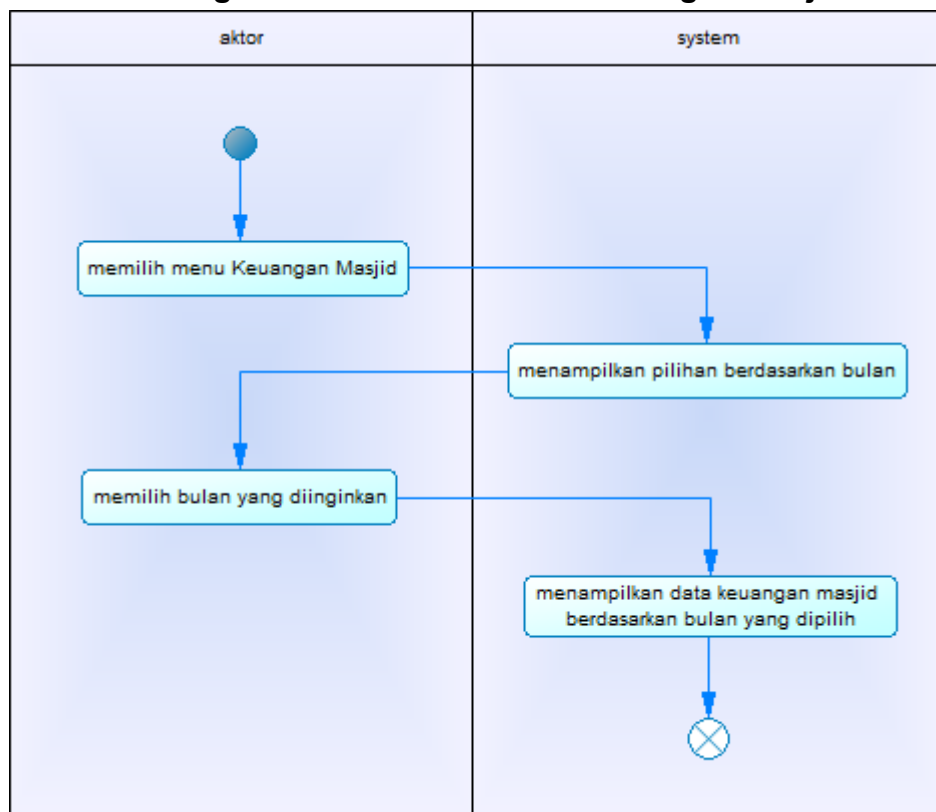 aktor
system
memilih menu Keuangan Masjid
menampilkan pilihan berdasarkan bulan
memilih bulan yang diinginkan
menampilkan data keuangan masjid
berdasarkan bulan yang dipilih